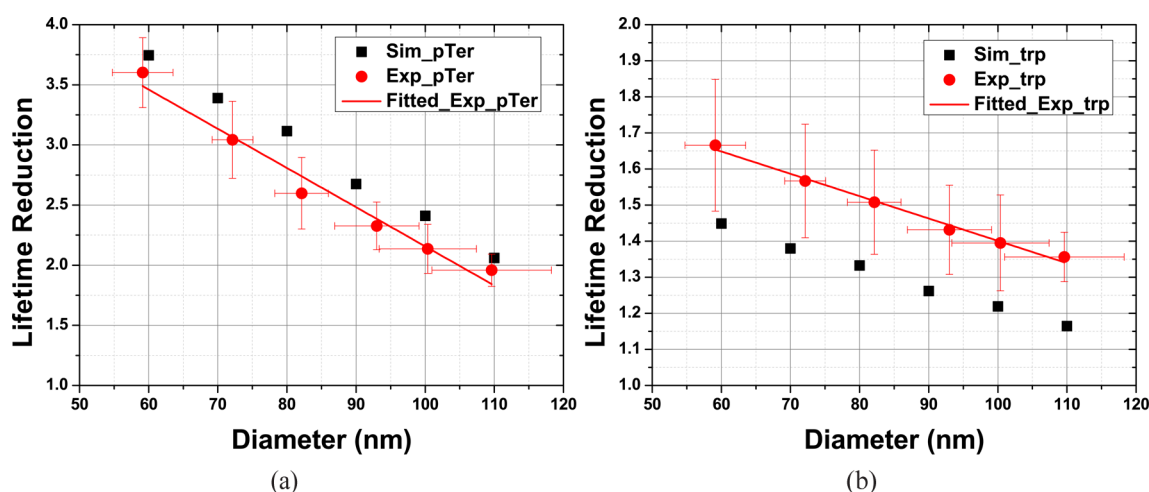 4.0
3.5
3.0
2.5
2.0
1.5
1.0
Lifetime Reduction
50 60 70 80 90 100 110 120
Diameter (nm)
Sim_pTer
Exp_pTer
Fitted_Exp_pTer
(a)
2.0
1.9
1.8
1.7
1.6
1.5
1.4
1.3
1.2
1.1
1.0
Lifetime Reduction
50 60 70 80 90 100 110 120
Diameter (nm)
Sim_trp
Exp_trp
Fitted_Exp_trp
(b)